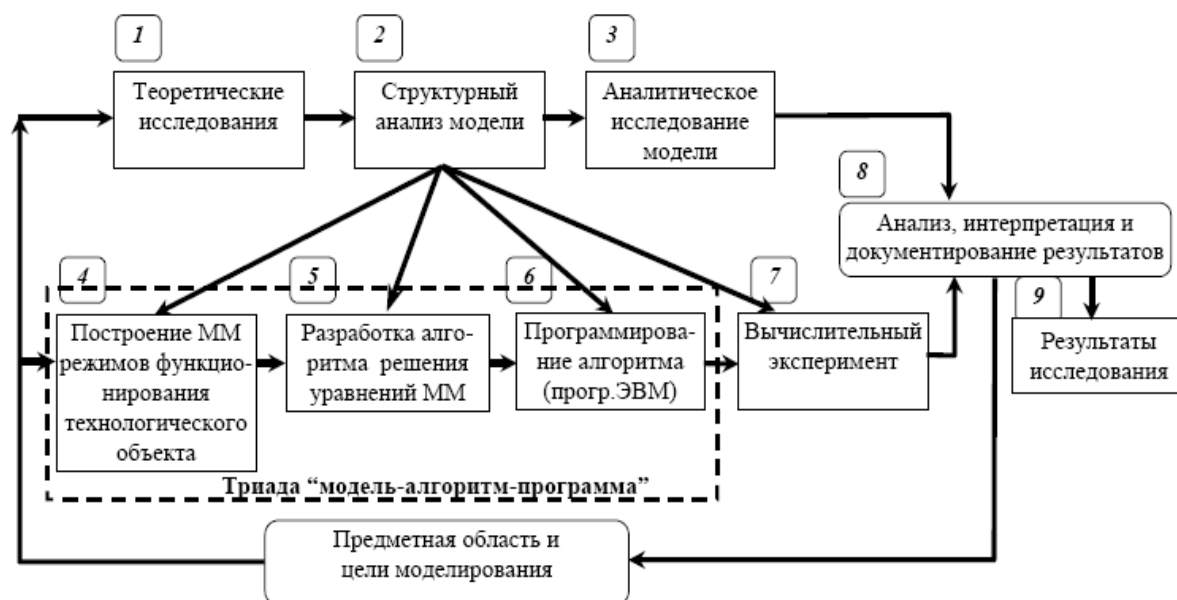 1
Теоретические
исследования
2
Структурный
анализ модели
3
Аналитическое
исследование
модели
8
Анализ, интерпретация и
документирование результатов
4
Построение ММ
режимов функцио-
нирования
технологического
объекта
5
Разработка алго-
ритма решения
уравнений ММ
6
Программирова-
ние алгоритма
(прогр.ЭВМ)
7
Вычислительный
эксперимент
9
Результаты
исследования
Триада “модель-алгоритм-программа”
Предметная область и
цели моделирования